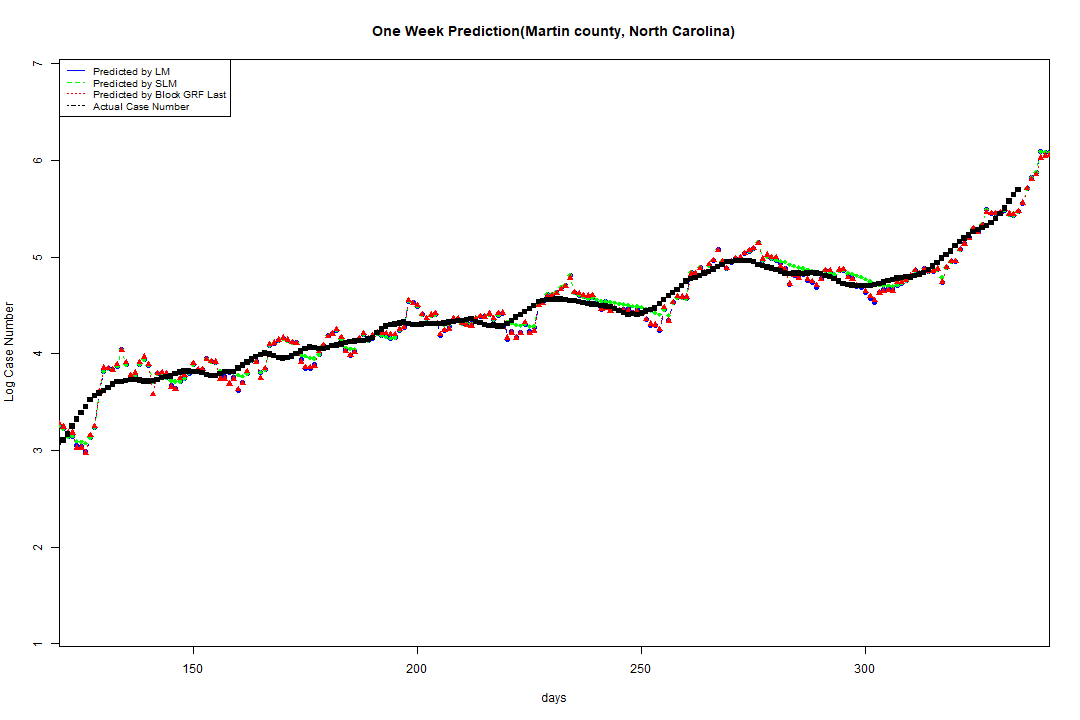 One Week Prediction(Martin county, North Carolina)
Predicted by LM
Predicted by SLM
Predicted by Block GRF Last
Actual Case Number
7
6
5
4
3
2
1
Log Case Number
150
200
250
300
days